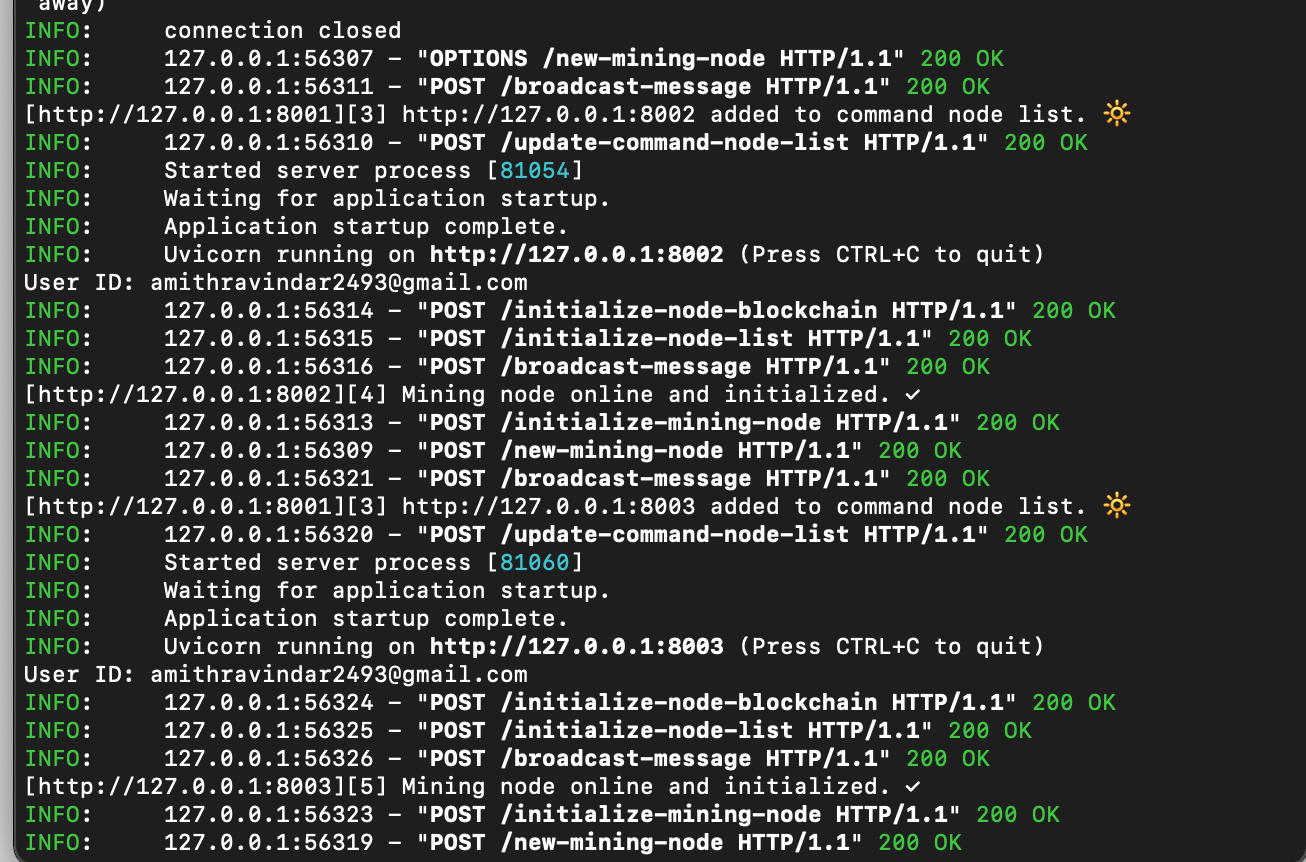 away)
INFO:     connection closed
INFO:     127.0.0.1:56307 – "OPTIONS /new-mining-node HTTP/1.1" 200 OK
INFO:     127.0.0.1:56311 – "POST /broadcast-message HTTP/1.1" 200 OK
[http://127.0.0.1:8001][3] http://127.0.0.1:8002 added to command node list. 🔆
INFO:     127.0.0.1:56310 – "POST /update-command-node-list HTTP/1.1" 200 OK
INFO:     Started server process [81054]
INFO:     Waiting for application startup.
INFO:     Application startup complete.
INFO:     Uvicorn running on http://127.0.0.1:8002 (Press CTRL+C to quit)
User ID: amithravindar2493@gmail.com
INFO:     127.0.0.1:56314 – "POST /initialize-node-blockchain HTTP/1.1" 200 OK
INFO:     127.0.0.1:56315 – "POST /initialize-node-list HTTP/1.1" 200 OK
INFO:     127.0.0.1:56316 – "POST /broadcast-message HTTP/1.1" 200 OK
[http://127.0.0.1:8002][4] Mining node online and initialized. ✓
INFO:     127.0.0.1:56313 – "POST /initialize-mining-node HTTP/1.1" 200 OK
INFO:     127.0.0.1:56309 – "POST /new-mining-node HTTP/1.1" 200 OK
INFO:     127.0.0.1:56321 – "POST /broadcast-message HTTP/1.1" 200 OK
[http://127.0.0.1:8001][3] http://127.0.0.1:8003 added to command node list. 🔆
INFO:     127.0.0.1:56320 – "POST /update-command-node-list HTTP/1.1" 200 OK
INFO:     Started server process [81060]
INFO:     Waiting for application startup.
INFO:     Application startup complete.
INFO:     Uvicorn running on http://127.0.0.1:8003 (Press CTRL+C to quit)
User ID: amithravindar2493@gmail.com
INFO:     127.0.0.1:56324 – "POST /initialize-node-blockchain HTTP/1.1" 200 OK
INFO:     127.0.0.1:56325 – "POST /initialize-node-list HTTP/1.1" 200 OK
INFO:     127.0.0.1:56326 – "POST /broadcast-message HTTP/1.1" 200 OK
[http://127.0.0.1:8003][5] Mining node online and initialized. ✓
INFO:     127.0.0.1:56323 – "POST /initialize-mining-node HTTP/1.1" 200 OK
INFO:     127.0.0.1:56319 – "POST /new-mining-node HTTP/1.1" 200 OK